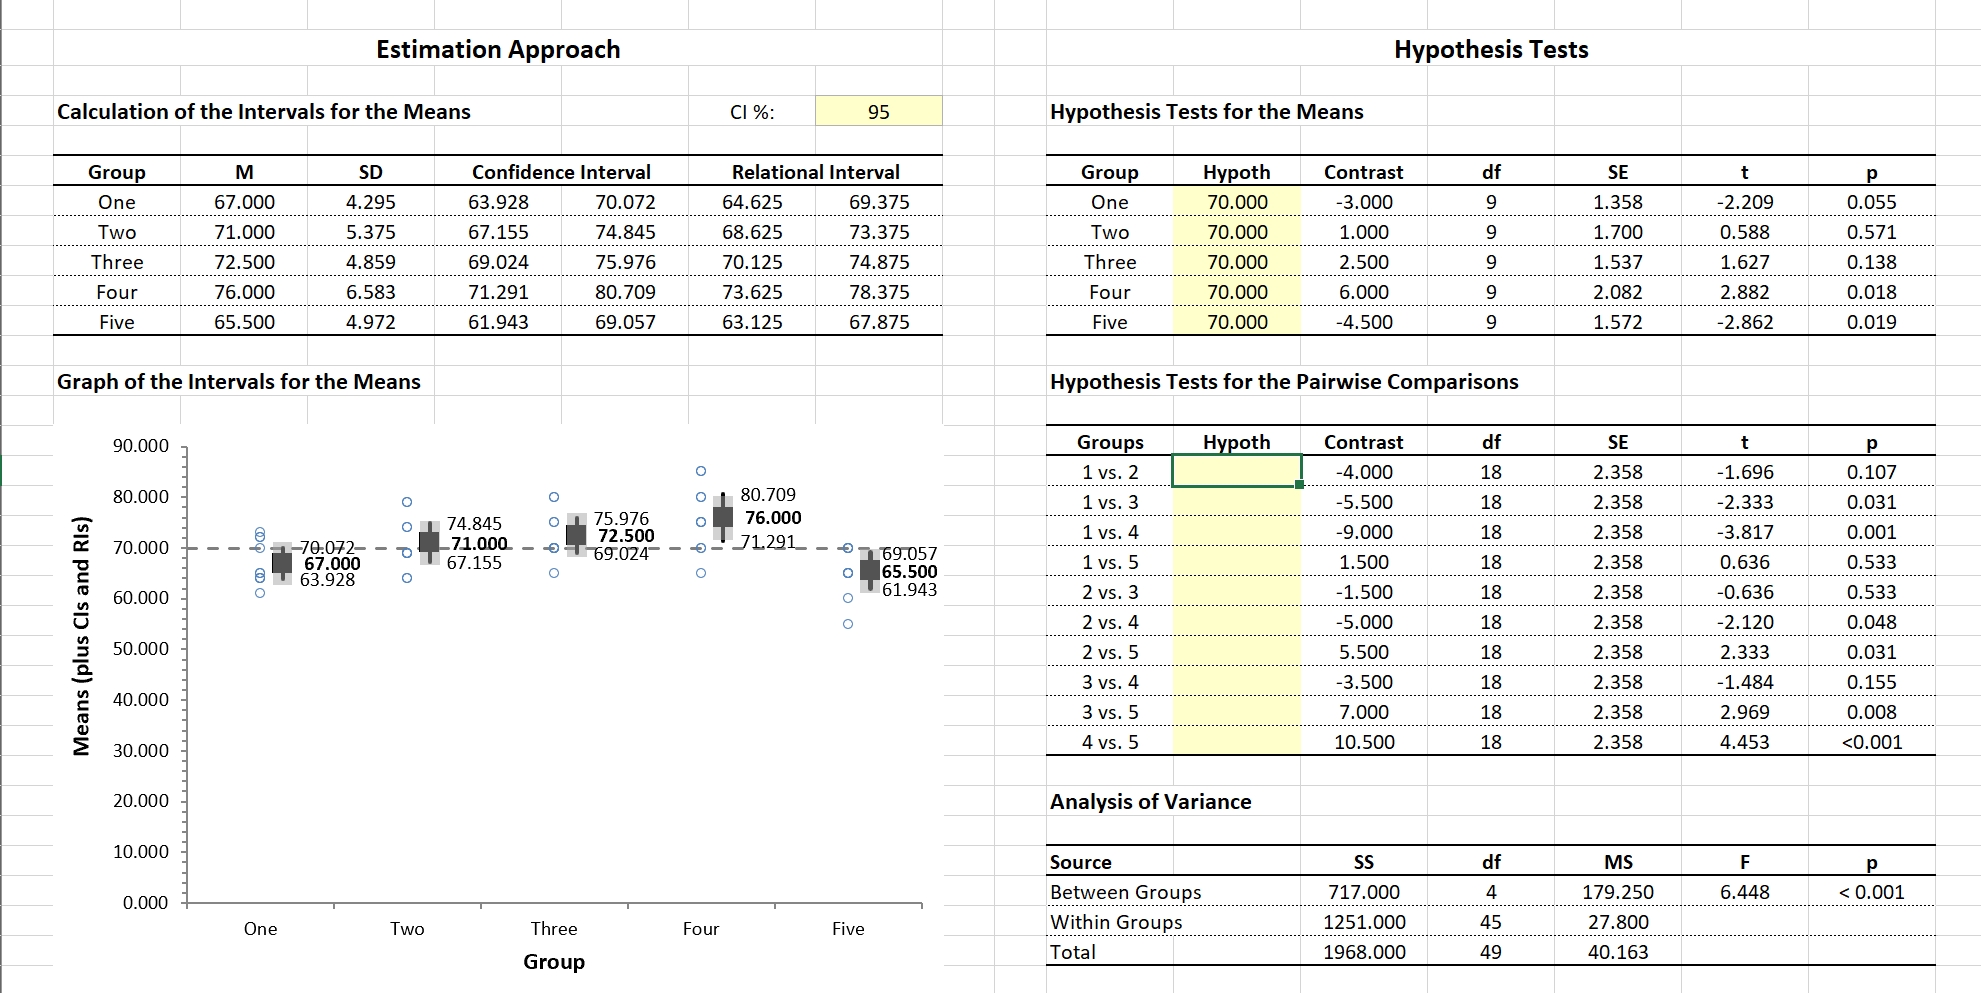 Estimation Approach
Calculation of the Intervals for the Means CI %: 95
Group M SD Confidence Interval Relational Interval
One 67.000 4.295 63.928 70.072 64.625 69.375
Two 71.000 5.375 67.155 74.845 68.625 73.375
Three 72.500 4.859 69.024 75.976 70.125 74.875
Four 76.000 6.583 71.291 80.709 73.625 78.375
Five 65.500 4.972 61.943 69.057 63.125 67.875
Graph of the Intervals for the Means
Means (plus CIs and RIs)
90.000
80.000
70.000
60.000
50.000
40.000
30.000
20.000
10.000
0.000
70.072
67.000
63.928
74.845
71.000
67.155
75.976
72.500
69.024
80.709
76.000
71.291
69.057
65.500
61.943
One Two Three Four Five
Group
Hypothesis Tests
Hypothesis Tests for the Means
Group Hypoth Contrast df SE t p
One 70.000 -3.000 9 1.358 -2.209 0.055
Two 70.000 1.000 9 1.700 0.588 0.571
Three 70.000 2.500 9 1.537 1.627 0.138
Four 70.000 6.000 9 2.082 2.882 0.018
Five 70.000 -4.500 9 1.572 -2.862 0.019
Hypothesis Tests for the Pairwise Comparisons
Groups Hypoth Contrast df SE t p
1 vs. 2 -4.000 18 2.358 -1.696 0.107
1 vs. 3 -5.500 18 2.358 -2.333 0.031
1 vs. 4 -9.000 18 2.358 -3.817 0.001
1 vs. 5 1.500 18 2.358 0.636 0.533
2 vs. 3 -1.500 18 2.358 -0.636 0.533
2 vs. 4 -5.000 18 2.358 -2.120 0.048
2 vs. 5 5.500 18 2.358 2.333 0.031
3 vs. 4 -3.500 18 2.358 -1.484 0.155
3 vs. 5 7.000 18 2.358 2.969 0.008
4 vs. 5 10.500 18 2.358 4.453 <0.001
Analysis of Variance
Source SS df MS F p
Between Groups 717.000 4 179.250 6.448 < 0.001
Within Groups 1251.000 45 27.800
Total 1968.000 49 40.163